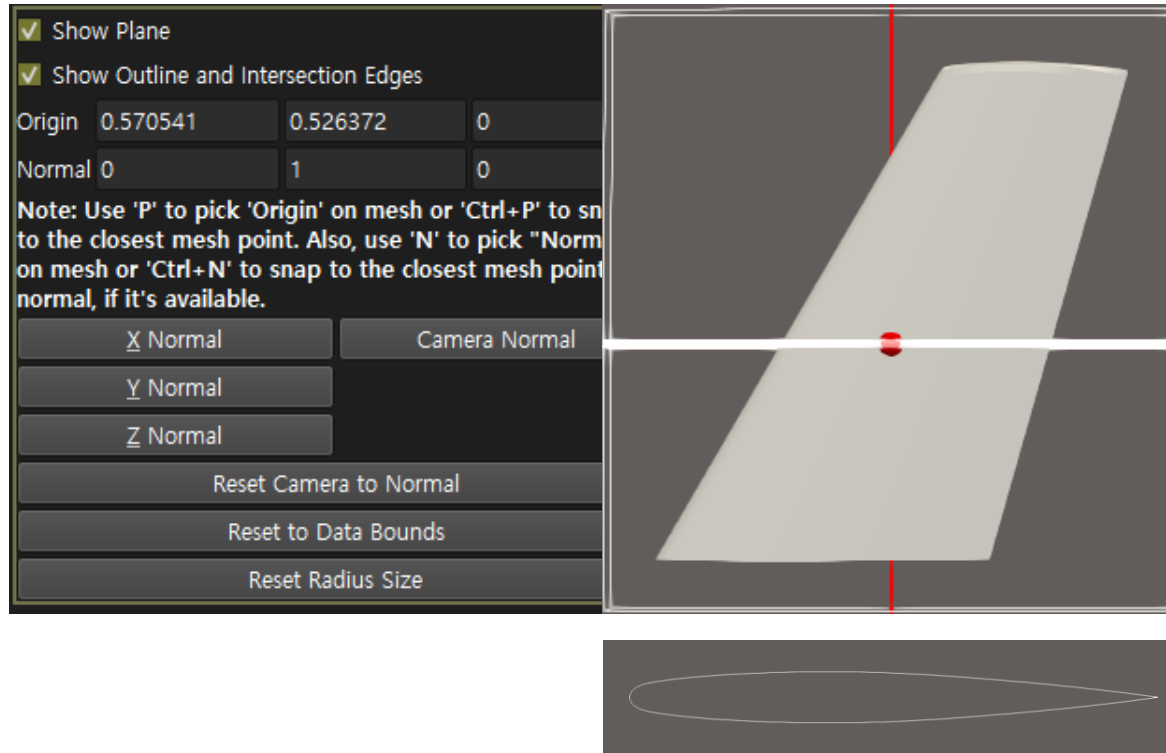 Show Plane
Show Outline and Intersection Edges
Origin 0.570541 0.526372 0
Normal 0 1 0
Note: Use 'P' to pick 'Origin' on mesh or 'Ctrl+P' to sn
to the closest mesh point. Also, use 'N' to pick "Norm
on mesh or 'Ctrl+N' to snap to the closest mesh point
normal, if it's available.
X Normal Camera Normal
Y Normal
Z Normal
Reset Camera to Normal
Reset to Data Bounds
Reset Radius Size